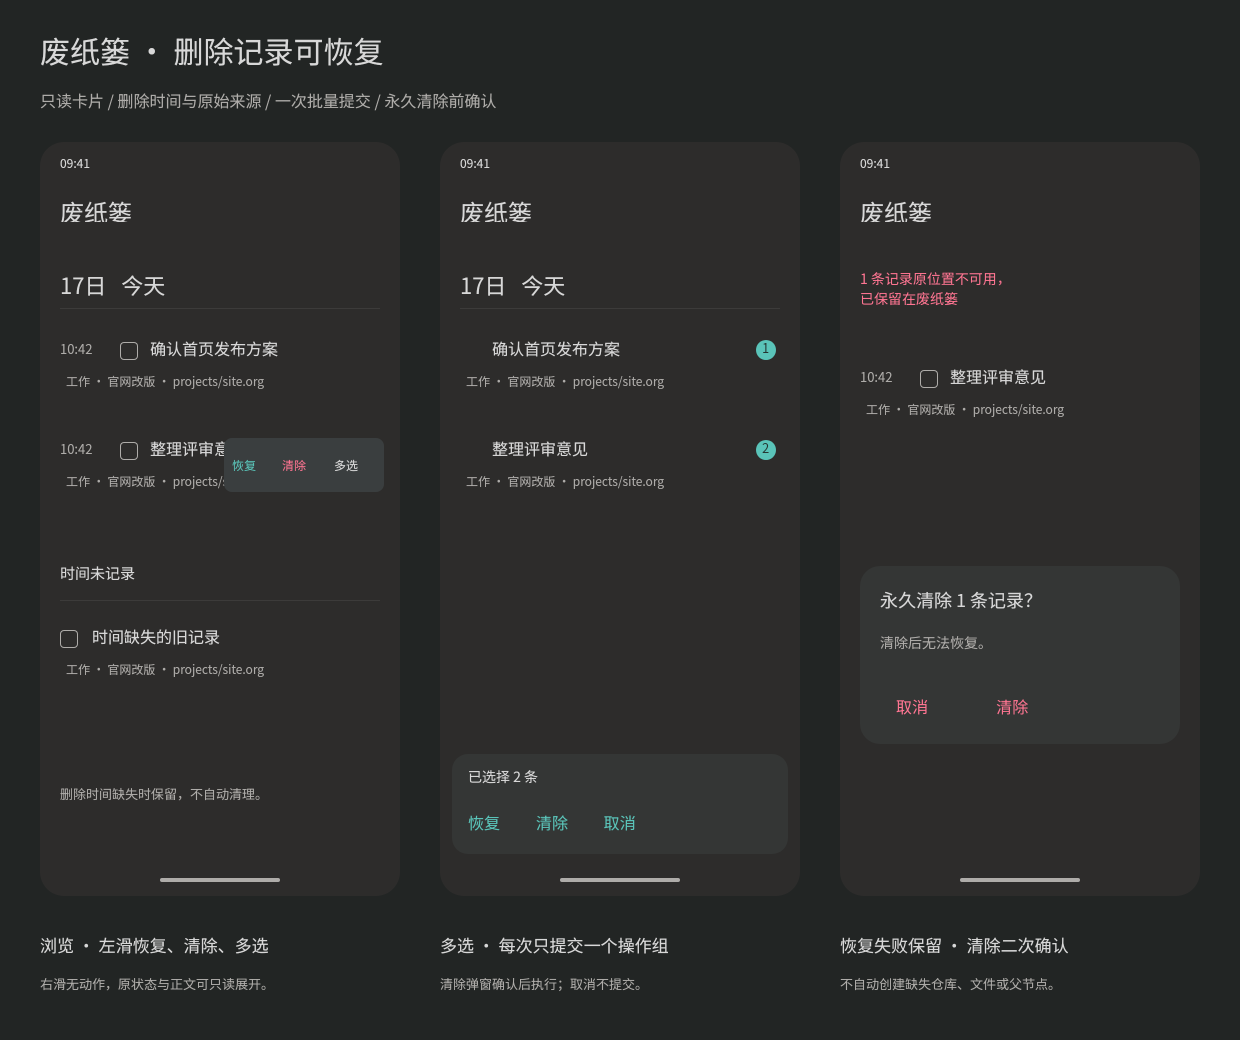 废纸篓 · 删除记录可恢复
只读卡片 / 删除时间与原始来源 / 一次批量提交 / 永久清除前确认
09:41
废纸篓
17日 今天
10:42 确认首页发布方案
工作 · 官网改版 · projects/site.org
10:42 整理评审意
恢复 清除 多选
工作 · 官网改版 · projects/s
时间未记录
时间缺失的旧记录
工作 · 官网改版 · projects/site.org
删除时间缺失时保留，不自动清理。
浏览 · 左滑恢复、清除、多选
右滑无动作，原状态与正文可只读展开。
09:41
废纸篓
17日 今天
确认首页发布方案 1
工作 · 官网改版 · projects/site.org
整理评审意见 2
工作 · 官网改版 · projects/site.org
已选择 2 条
恢复 清除 取消
多选 · 每次只提交一个操作组
清除弹窗确认后执行；取消不提交。
09:41
废纸篓
1 条记录原位置不可用，
已保留在废纸篓
10:42 整理评审意见
工作 · 官网改版 · projects/site.org
永久清除 1 条记录？
清除后无法恢复。
取消 清除
恢复失败保留 · 清除二次确认
不自动创建缺失仓库、文件或父节点。